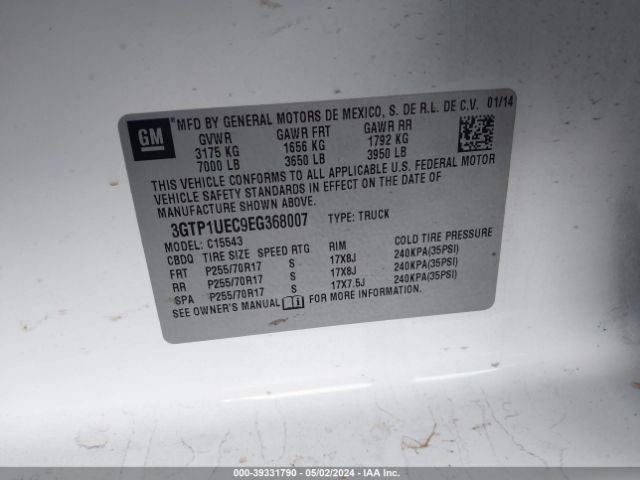 GM
MFD BY GENERAL MOTORS DE MEXICO, S. DE R.L. DE C.V. 01/14
GVWR GAWR FRT GAWR RR
3175 KG 1656 KG 1792 KG
7000 LB 3650 LB 3950 LB
THIS VEHICLE CONFORMS TO ALL APPLICABLE U.S. FEDERAL MOTOR
VEHICLE SAFETY STANDARDS IN EFFECT ON THE DATE OF
MANUFACTURE SHOWN ABOVE.
3GTP1UEC9EG368007 TYPE: TRUCK
MODEL: C15543
CBDQ TIRE SIZE SPEED RTG RIM COLD TIRE PRESSURE
FRT P255/70R17 S 17X8J 240KPA(35PSI)
RR P255/70R17 S 17X8J 240KPA(35PSI)
SPA P255/70R17 S 17X7.5J 240KPA(35PSI)
SEE OWNER'S MANUAL FOR MORE INFORMATION.
000-39331790 - 05/02/2024 - IAA Inc.